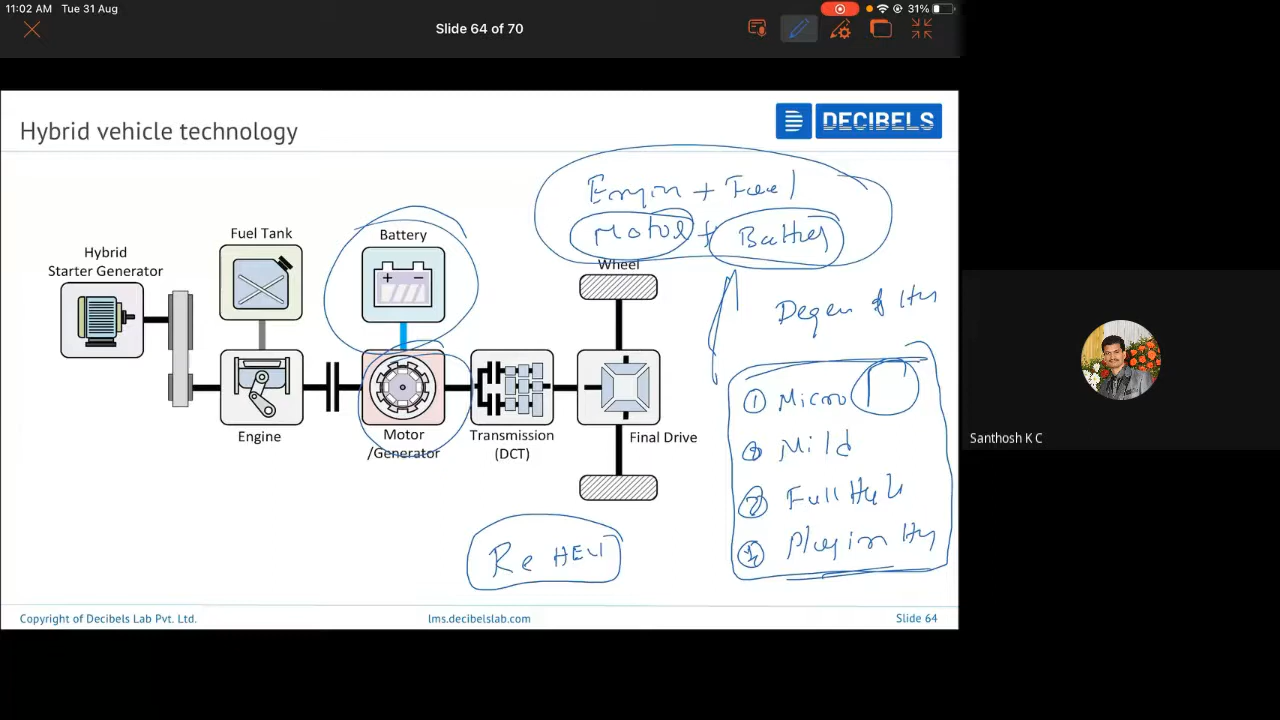 11:02 AM Tue 31 Aug
31%
Slide 64 of 70
Hybrid vehicle technology
DECIBELS
Engin + Fuel
Motor + Battery
Fuel Tank
Battery
Hybrid
Starter Generator
Wheel
Degree of Hy
① Micro
Engine
Motor
/Generator
Transmission
(DCT)
Final Drive
Mild
Full Hyb
④ Plug in Hy
Re HEV
Santhosh K C
Copyright of Decibels Lab Pvt. Ltd.
lms.decibelslab.com
Slide 64